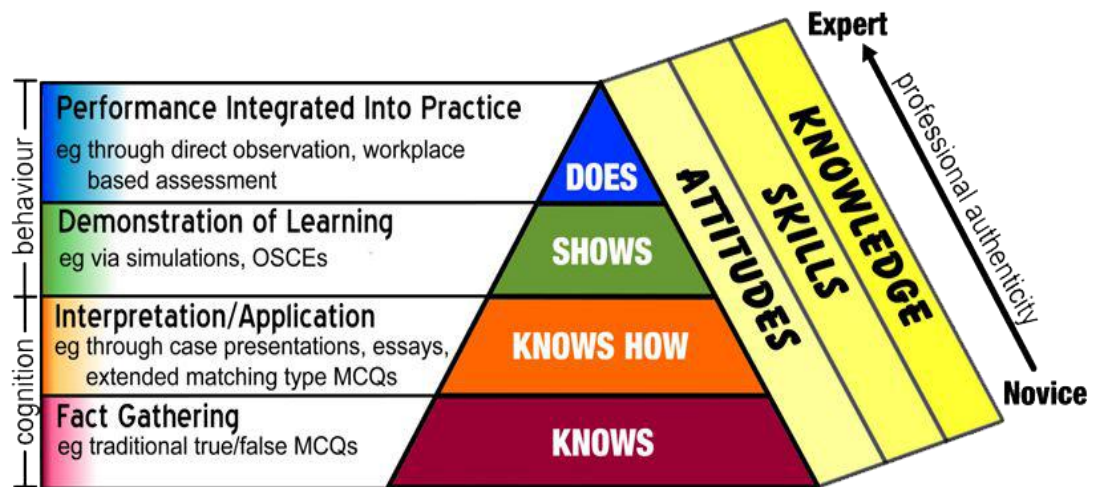 Expert
professional authenticity
Novice
behaviour
cognition
Performance Integrated Into Practice
eg through direct observation, workplace
based assessment
DOES
Demonstration of Learning
eg via simulations, OSCEs
SHOWS
Interpretation/Application
eg through case presentations, essays,
extended matching type MCQs
KNOWS HOW
Fact Gathering
eg traditional true/false MCQs
KNOWS
ATTITUDES
SKILLS
KNOWLEDGE